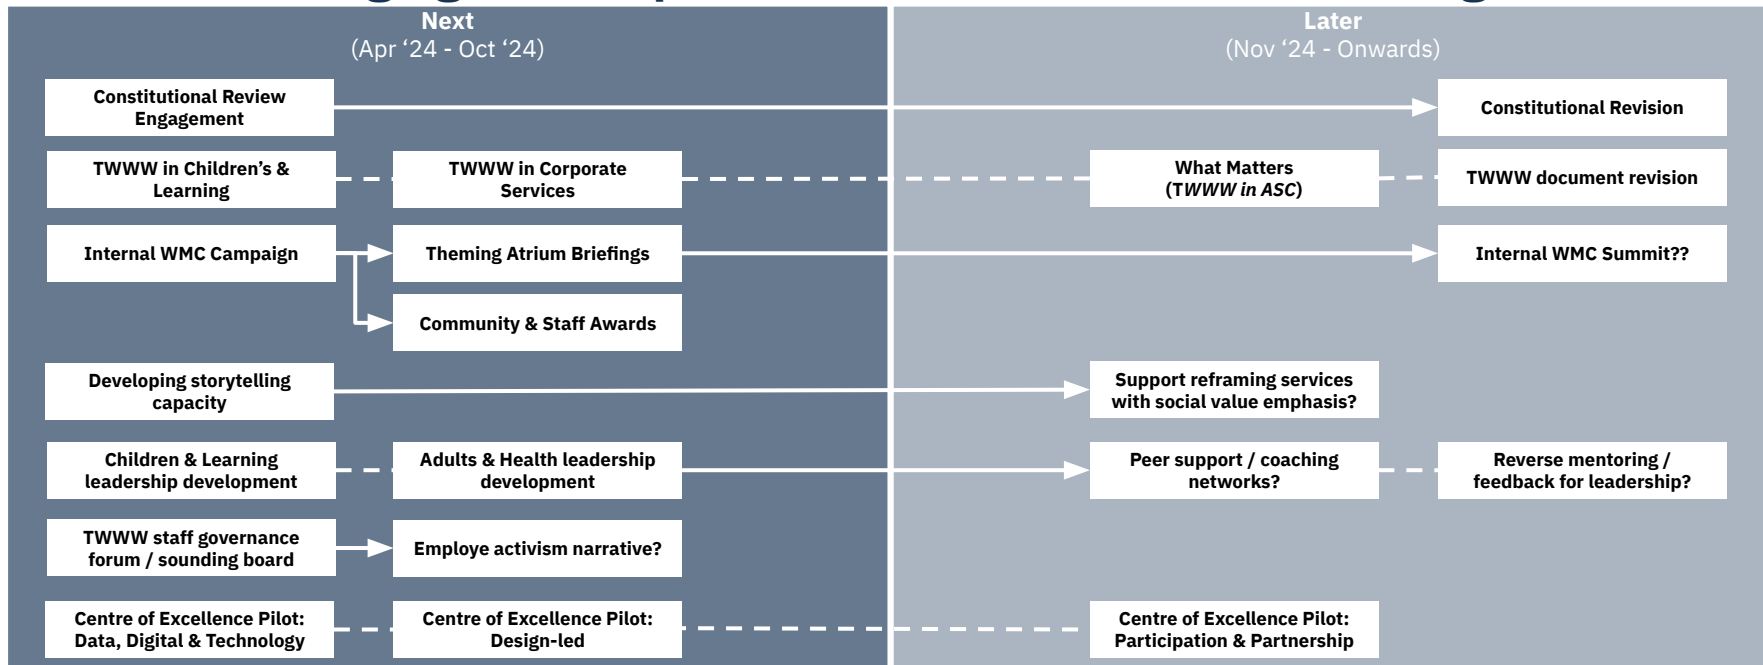 Next
(Apr ‘24 - Oct ‘24)
Later
(Nov ‘24 - Onwards)
Constitutional Review
Engagement
Constitutional Revision
TWWW in Children’s &
Learning
TWWW in Corporate
Services
What Matters
(TWWW in ASC)
TWWW document revision
Internal WMC Campaign
Theming Atrium Briefings
Internal WMC Summit??
Community & Staff Awards
Developing storytelling
capacity
Support reframing services
with social value emphasis?
Children & Learning
leadership development
Adults & Health leadership
development
Peer support / coaching
networks?
Reverse mentoring /
feedback for leadership?
TWWW staff governance
forum / sounding board
Employe activism narrative?
Centre of Excellence Pilot:
Data, Digital & Technology
Centre of Excellence Pilot:
Design-led
Centre of Excellence Pilot:
Participation & Partnership